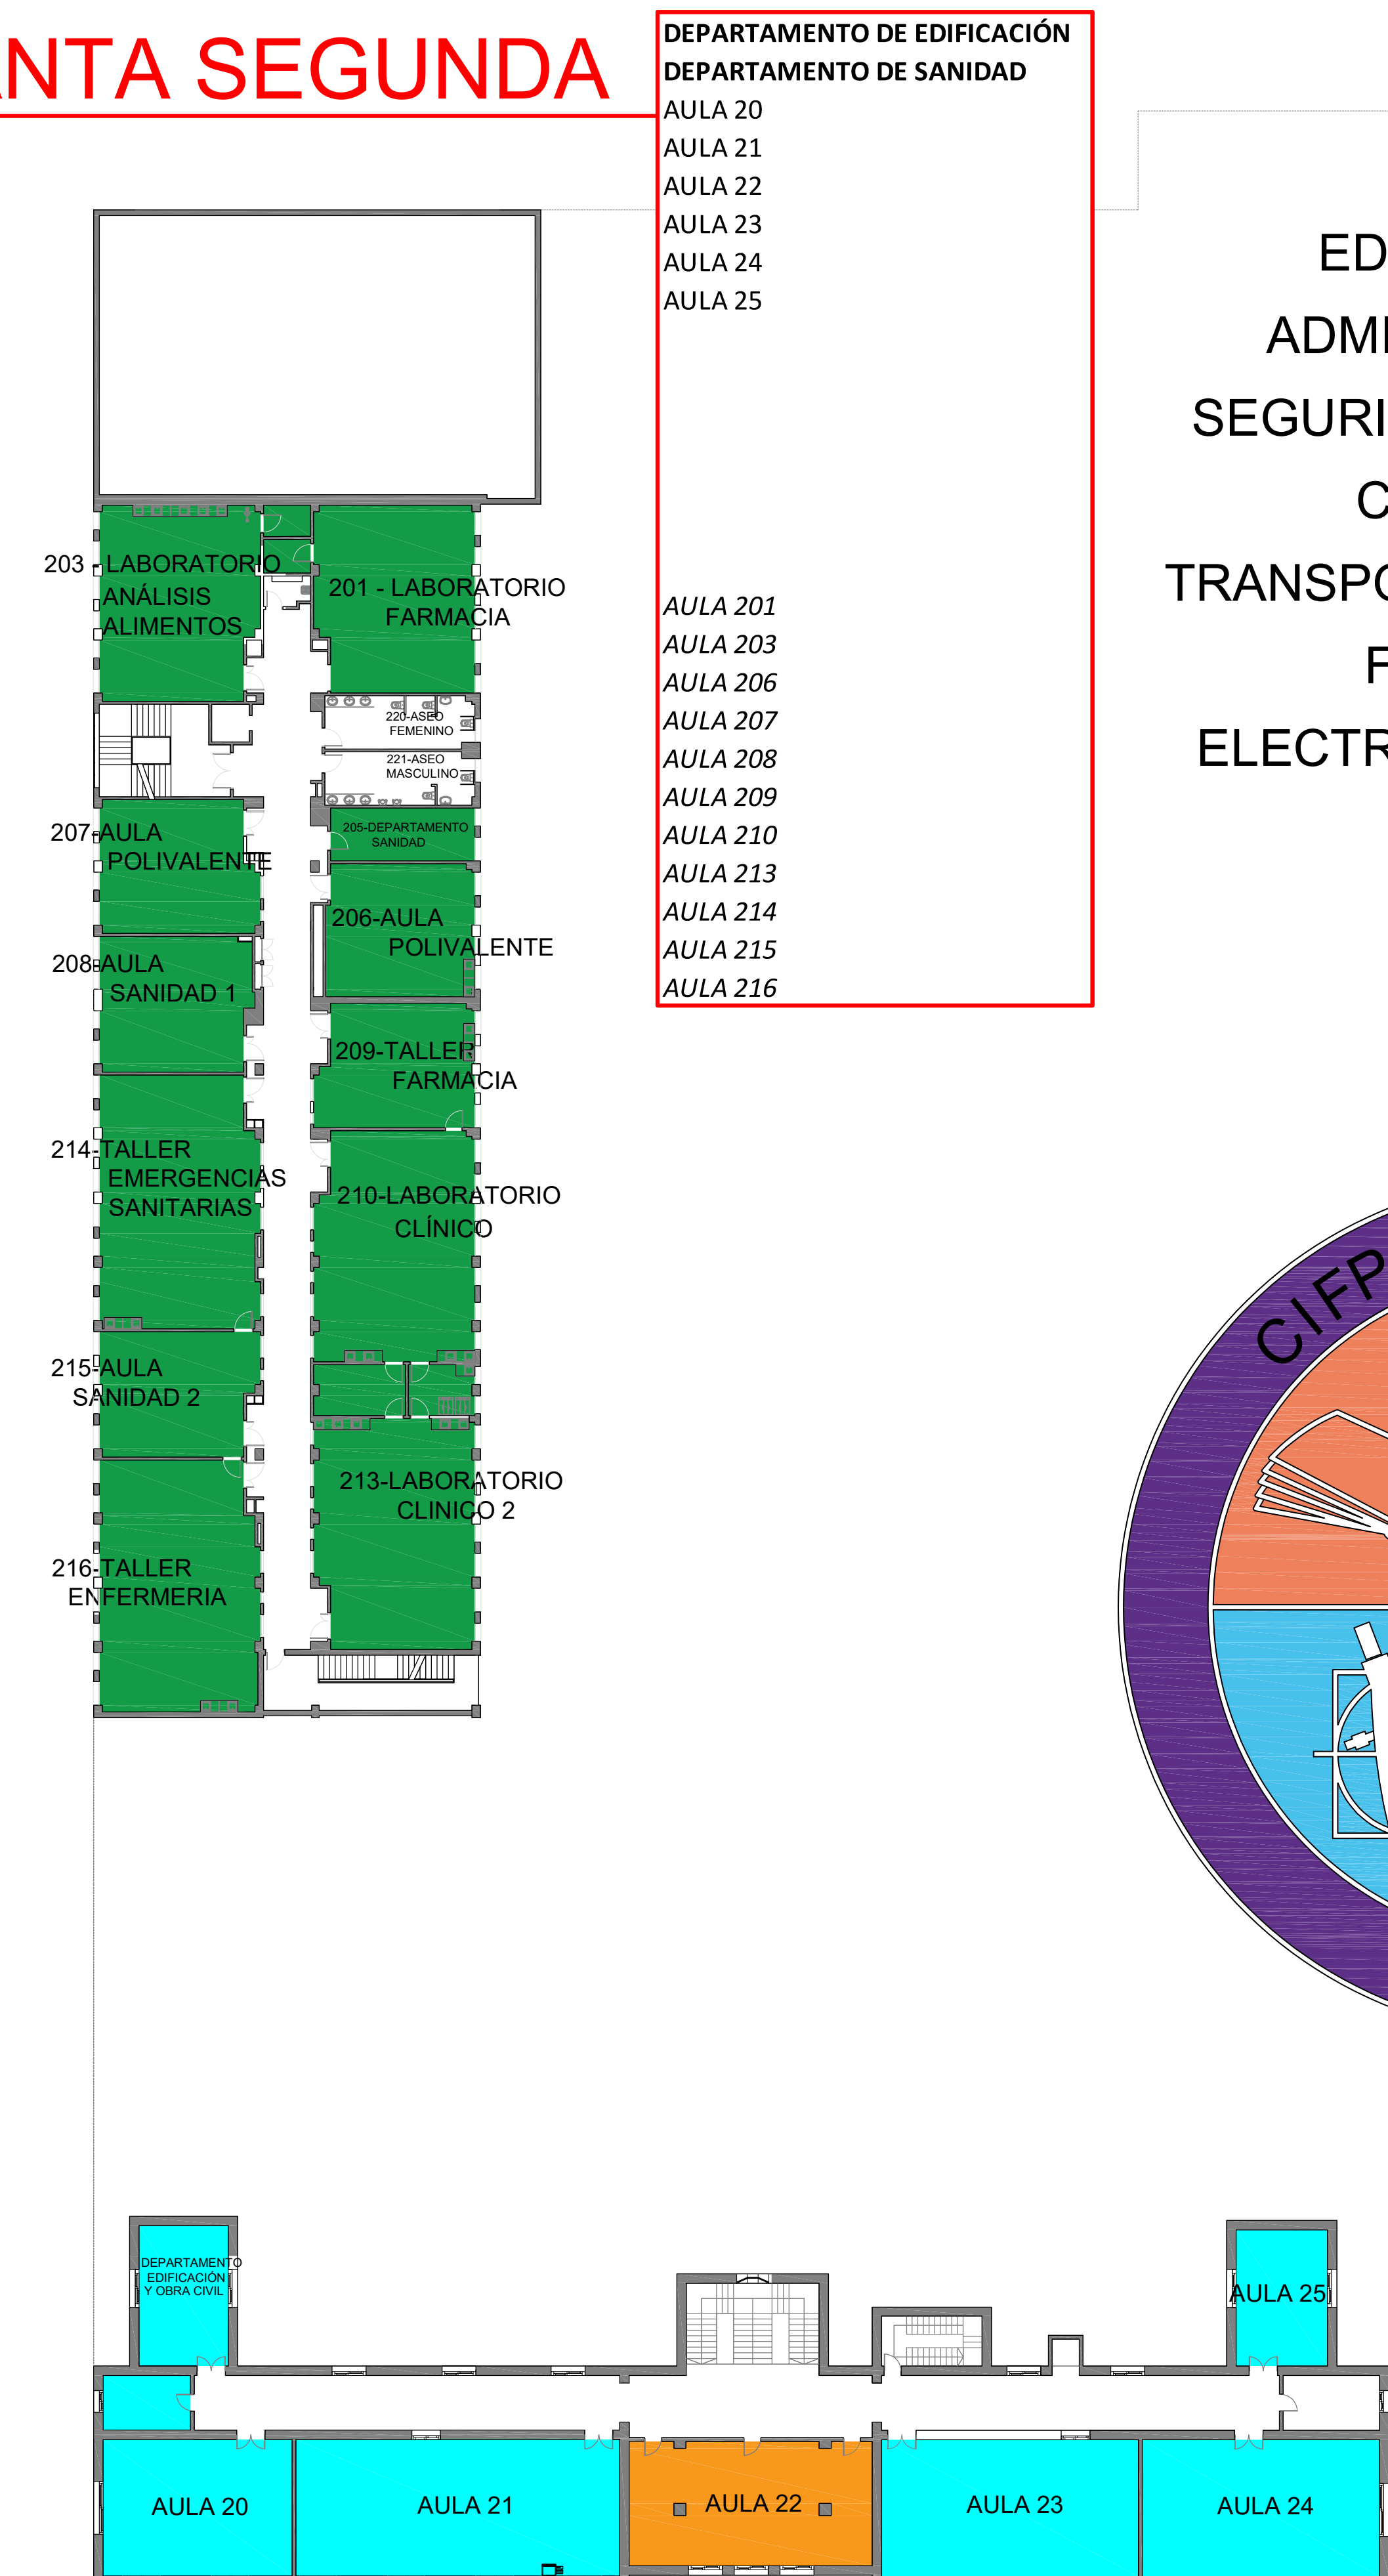 ANTA SEGUNDA
DEPARTAMENTO DE EDIFICACIÓN
DEPARTAMENTO DE SANIDAD
AULA 20
AULA 21
AULA 22
AULA 23
AULA 24
AULA 25
AULA 201
AULA 203
AULA 206
AULA 207
AULA 208
AULA 209
AULA 210
AULA 213
AULA 214
AULA 215
AULA 216
ED
ADMI
SEGURI
C
TRANSPO
F
ELECTR
203 - LABORATORIO
ANÁLISIS
ALIMENTOS
201 - LABORATORIO
FARMACIA
220-ASEO
FEMENINO
221-ASEO
MASCULINO
205-DEPARTAMENTO
SANIDAD
207-AULA
POLIVALENTE
206-AULA
POLIVALENTE
208-AULA
SANIDAD 1
209-TALLER
FARMACIA
214-TALLER
EMERGENCIAS
SANITARIAS
210-LABORATORIO
CLÍNICO
215-AULA
SANIDAD 2
213-LABORATORIO
CLINICO 2
216-TALLER
ENFERMERIA
CIFP
DEPARTAMENTO
EDIFICACIÓN
Y OBRA CIVIL
AULA 25
AULA 20
AULA 21
AULA 22
AULA 23
AULA 24